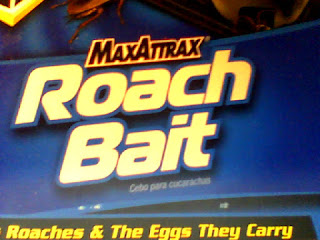 MAXATTRAX®
Roach
Bait
Cebo para cucarachas
Roaches & The Eggs They Carry